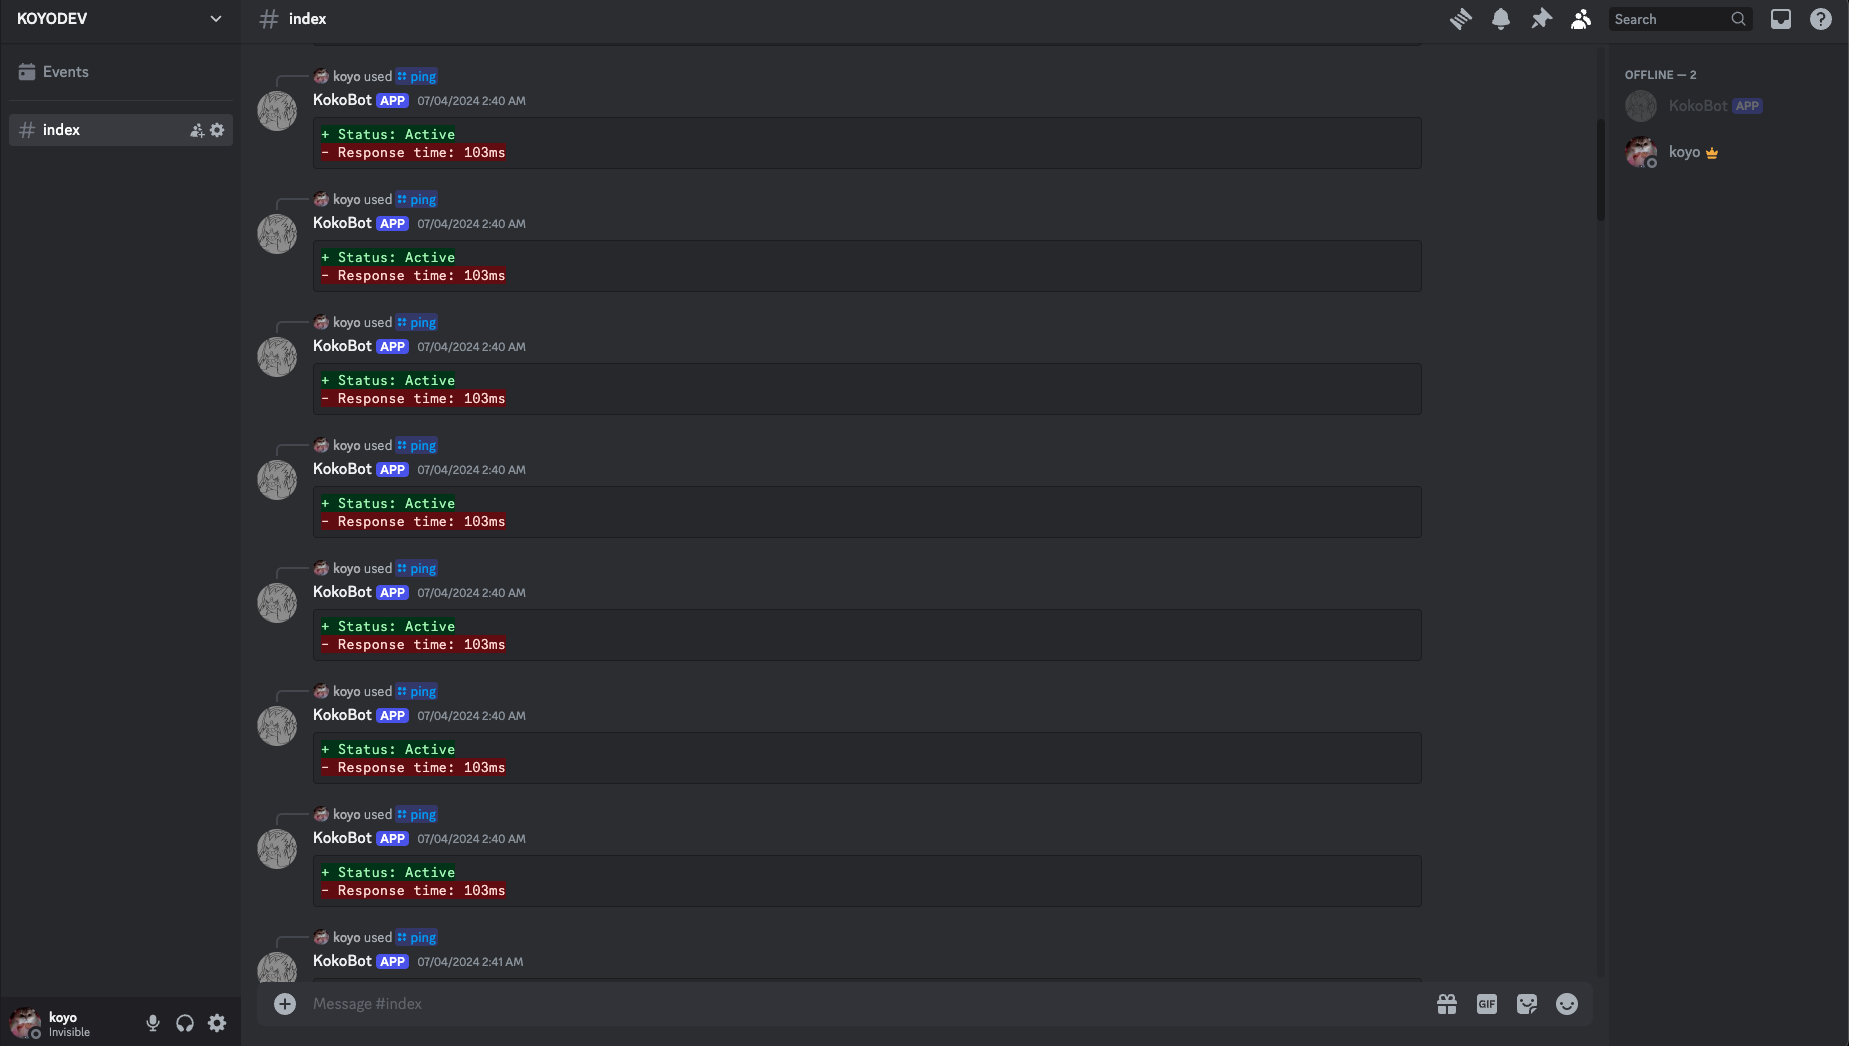 KOYODEV
index
Search
Events
index
OFFLINE — 2
KokoBot APP
koyo
koyo used ping
KokoBot APP 07/04/2024 2:40 AM
+ Status: Active
- Response time: 103ms
koyo used ping
KokoBot APP 07/04/2024 2:40 AM
+ Status: Active
- Response time: 103ms
koyo used ping
KokoBot APP 07/04/2024 2:40 AM
+ Status: Active
- Response time: 103ms
koyo used ping
KokoBot APP 07/04/2024 2:40 AM
+ Status: Active
- Response time: 103ms
koyo used ping
KokoBot APP 07/04/2024 2:40 AM
+ Status: Active
- Response time: 103ms
koyo used ping
KokoBot APP 07/04/2024 2:40 AM
+ Status: Active
- Response time: 103ms
koyo used ping
KokoBot APP 07/04/2024 2:40 AM
+ Status: Active
- Response time: 103ms
koyo used ping
KokoBot APP 07/04/2024 2:41 AM
Message #index
GIF
koyo
Invisible